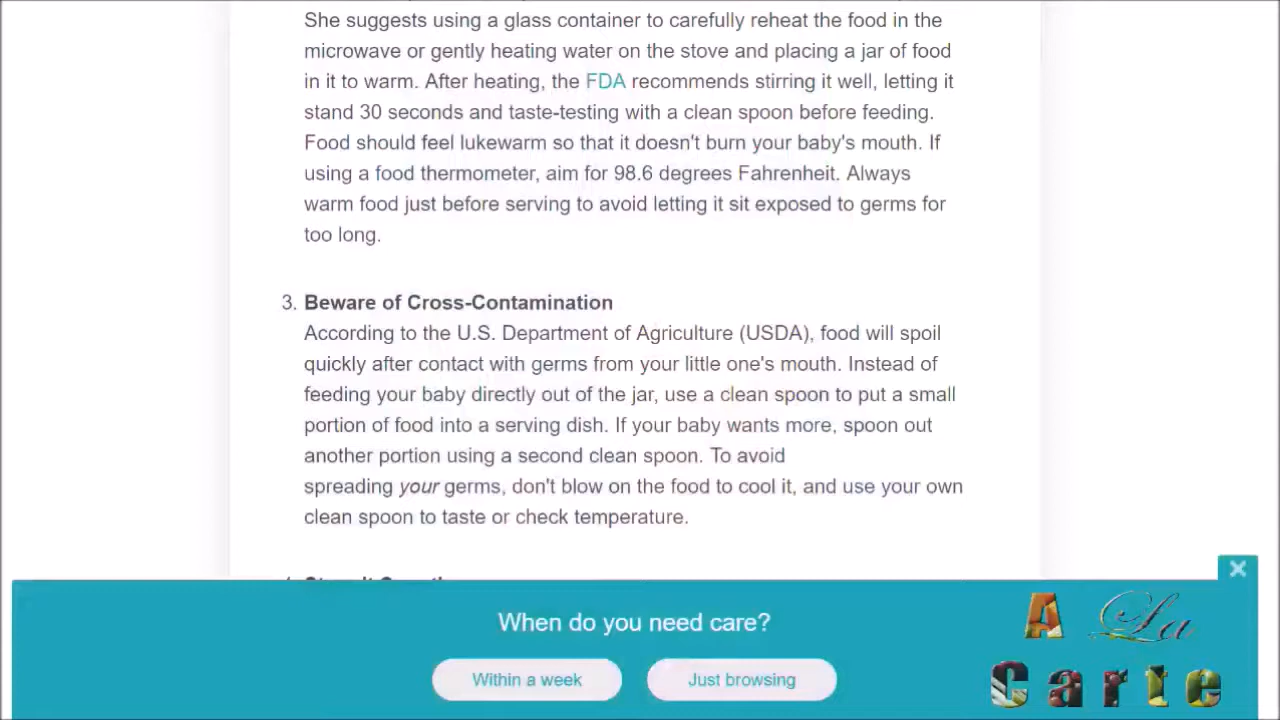 She suggests using a glass container to carefully reheat the food in the
microwave or gently heating water on the stove and placing a jar of food
in it to warm. After heating, the FDA recommends stirring it well, letting it
stand 30 seconds and taste-testing with a clean spoon before feeding.
Food should feel lukewarm so that it doesn't burn your baby's mouth. If
using a food thermometer, aim for 98.6 degrees Fahrenheit. Always
warm food just before serving to avoid letting it sit exposed to germs for
too long.
3. Beware of Cross-Contamination
According to the U.S. Department of Agriculture (USDA), food will spoil
quickly after contact with germs from your little one's mouth. Instead of
feeding your baby directly out of the jar, use a clean spoon to put a small
portion of food into a serving dish. If your baby wants more, spoon out
another portion using a second clean spoon. To avoid
spreading your germs, don't blow on the food to cool it, and use your own
clean spoon to taste or check temperature.
When do you need care?
Within a week
Just browsing
A La
Carte